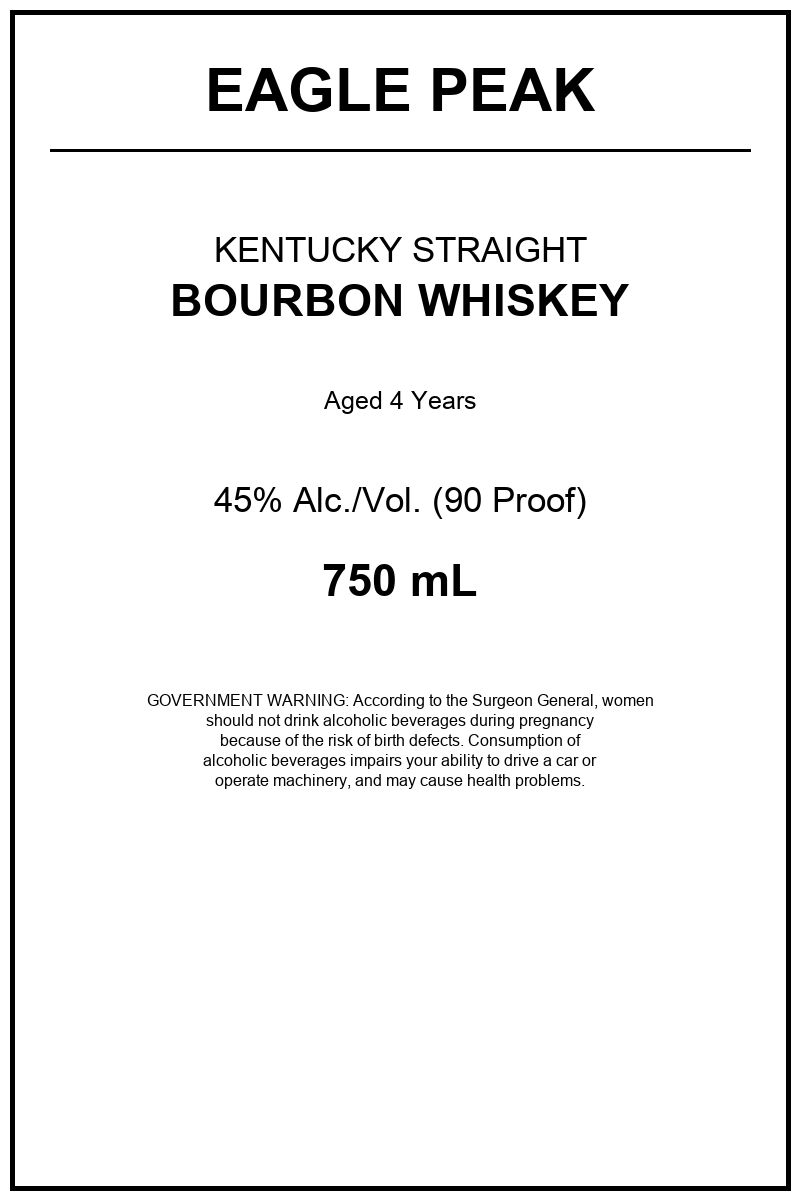 EAGLE PEAK
KENTUCKY STRAIGHT
BOURBON WHISKEY
Aged 4 Years
45% Alc./Vol. (90 Proof)
750 mL
GOVERNMENT WARNING: According to the Surgeon General, women
should not drink alcoholic beverages during pregnancy
because of the risk of birth defects. Consumption of
alcoholic beverages impairs your ability to drive a car or
operate machinery, and may cause health problems.